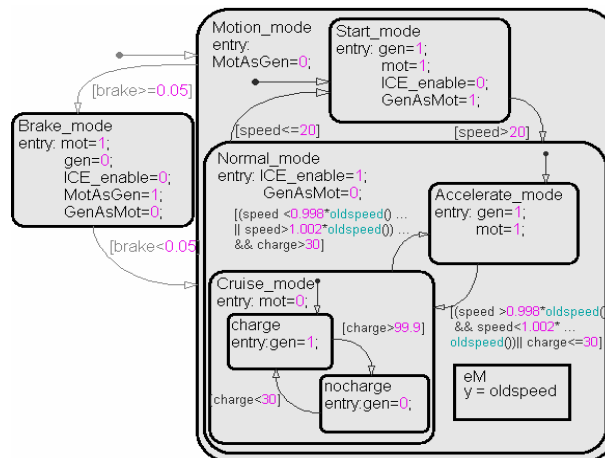 Motion_mode
entry:
MotAsGen=0;
Start_mode
entry: gen=1;
mot=1;
ICE_enable=0;
GenAsMot=1;
[brake>=0.05]
Brake_mode
entry: mot=1;
gen=0;
ICE_enable=0;
MotAsGen=1;
GenAsMot=0;
[brake<0.05]
[speed<=20]
[speed>20]
Normal_mode
entry: ICE_enable=1;
GenAsMot=0;
[(speed <0.998*oldspeed() ...
|| speed>1.002*oldspeed()) ...
&& charge>30]
Accelerate_mode
entry: gen=1;
mot=1;
Cruise_mode
entry: mot=0;
charge
entry:gen=1;
[charge>99.9]
[charge<30]
nocharge
entry:gen=0;
[(speed >0.998*oldspeed()
&& speed<1.002* ...
oldspeed())|| charge<=30]
eM
y = oldspeed